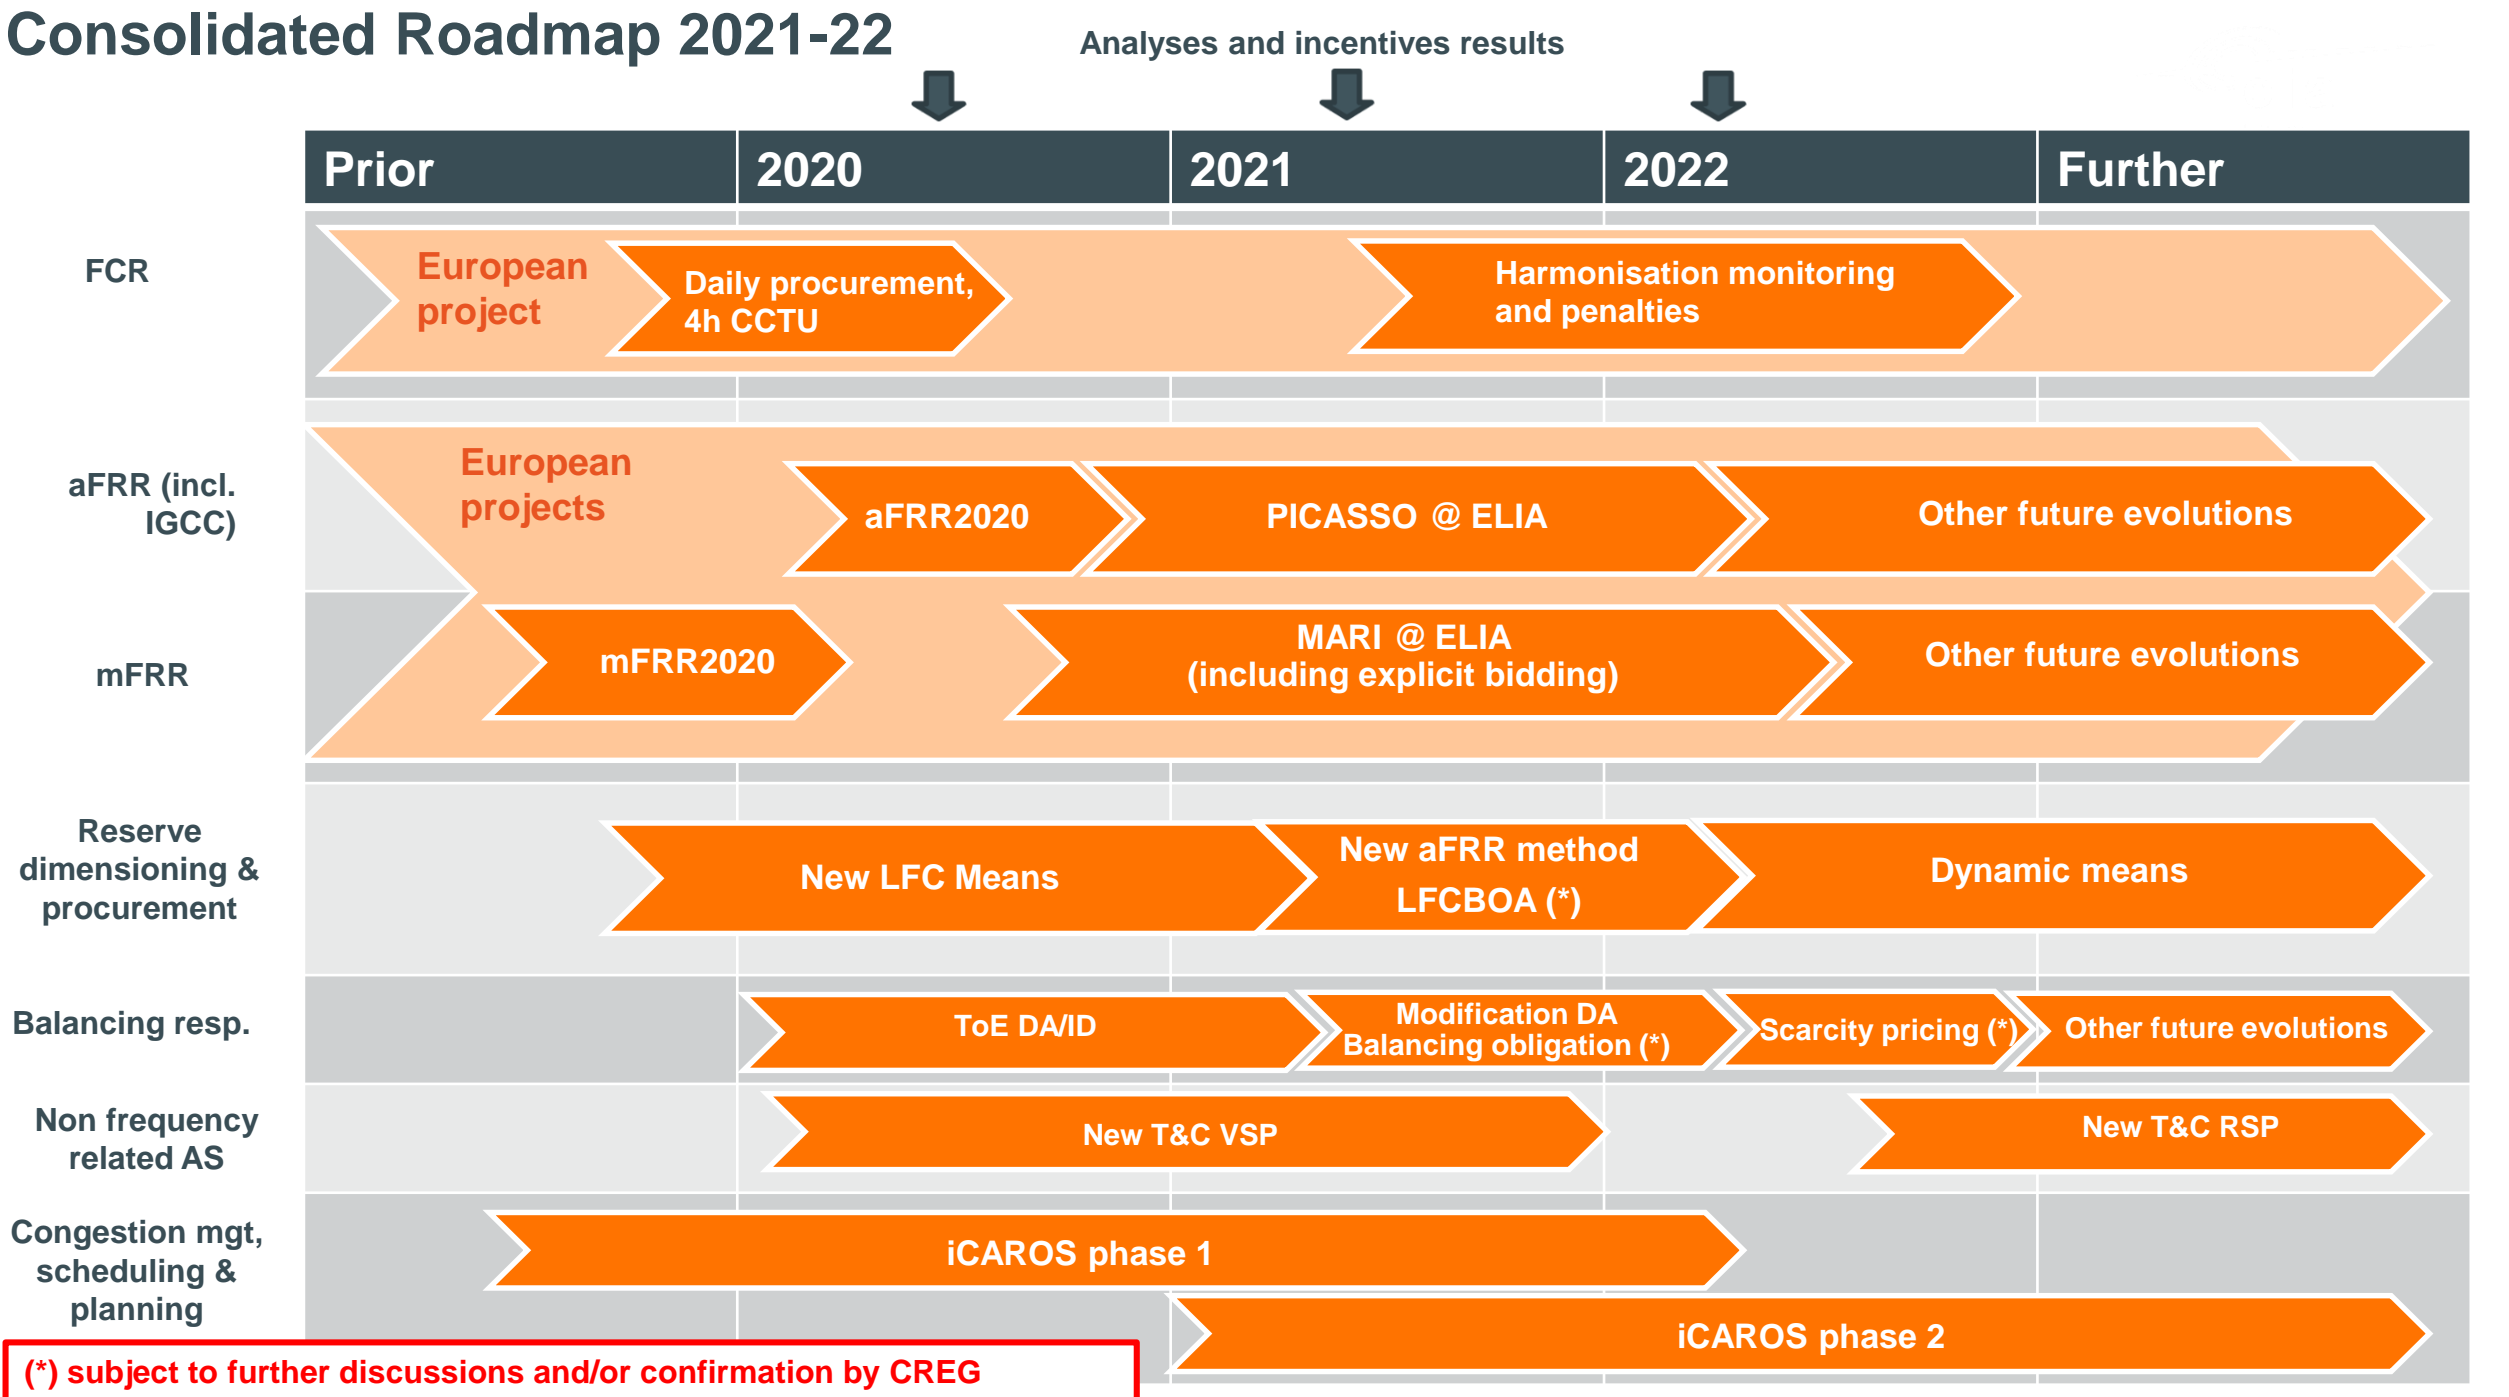 Consolidated Roadmap 2021-22
Analyses and incentives results
Prior
2020
2021
2022
Further
FCR
European
project
Daily procurement,
4h CCTU
Harmonisation monitoring
and penalties
aFRR (incl.
IGCC)
European
projects
aFRR2020
PICASSO @ ELIA
Other future evolutions
mFRR
mFRR2020
MARI @ ELIA
(including explicit bidding)
Other future evolutions
Reserve
dimensioning &
procurement
New LFC Means
New aFRR method
LFCBOA (*)
Dynamic means
Balancing resp.
ToE DA/ID
Modification DA
Balancing obligation (*)
Scarcity pricing (*)
Other future evolutions
Non frequency
related AS
New T&C VSP
New T&C RSP
Congestion mgt,
scheduling &
planning
iCAROS phase 1
iCAROS phase 2
(*) subject to further discussions and/or confirmation by CREG